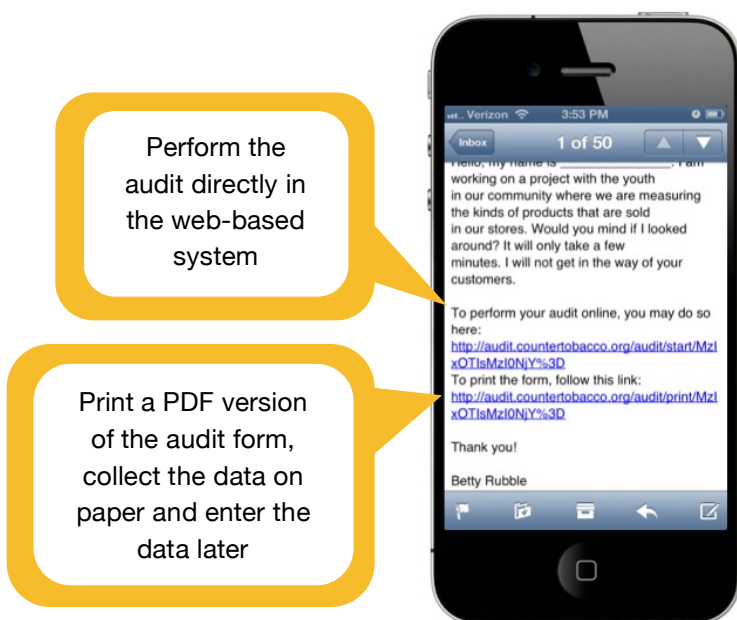 Perform the
audit directly in
the web-based
system
Print a PDF version
of the audit form,
collect the data on
paper and enter the
data later
Verizon 3:53 PM
Inbox 1 of 50
Hello, my name is _________________. I am
working on a project with the youth
in our community where we are measuring
the kinds of products that are sold
in our stores. Would you mind if I looked
around? It will only take a few
minutes. I will not get in the way of your
customers.
To perform your audit online, you may do so
here:
http://audit.countertobacco.org/audit/start/MzI
xOTIsMzI0NjY%3D
To print the form, follow this link:
http://audit.countertobacco.org/audit/print/MzI
xOTIsMzI0NjY%3D
Thank you!
Betty Rubble